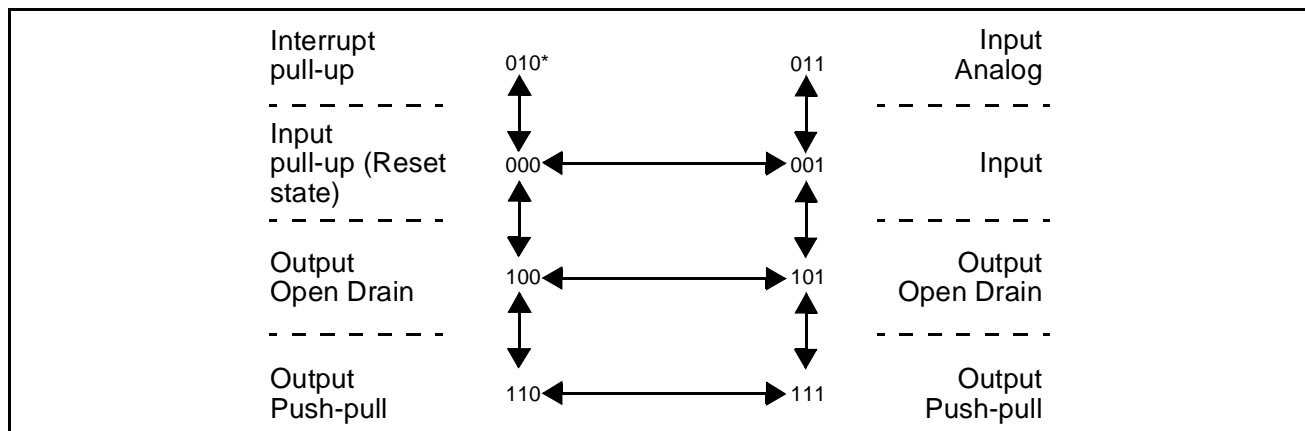 Interrupt
pull-up
010*
011
Input
Analog
Input
pull-up (Reset
state)
000
001
Input
Output
Open Drain
100
101
Output
Open Drain
Output
Push-pull
110
111
Output
Push-pull